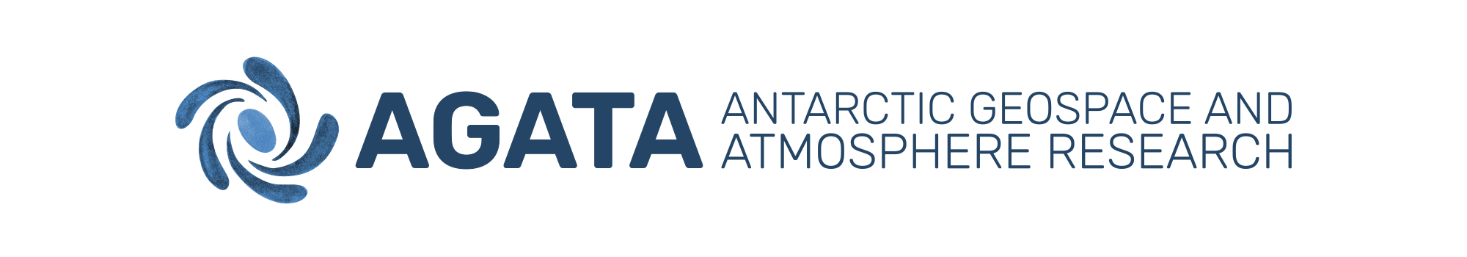 AGATA
ANTARCTIC GEOSPACE AND
ATMOSPHERE RESEARCH